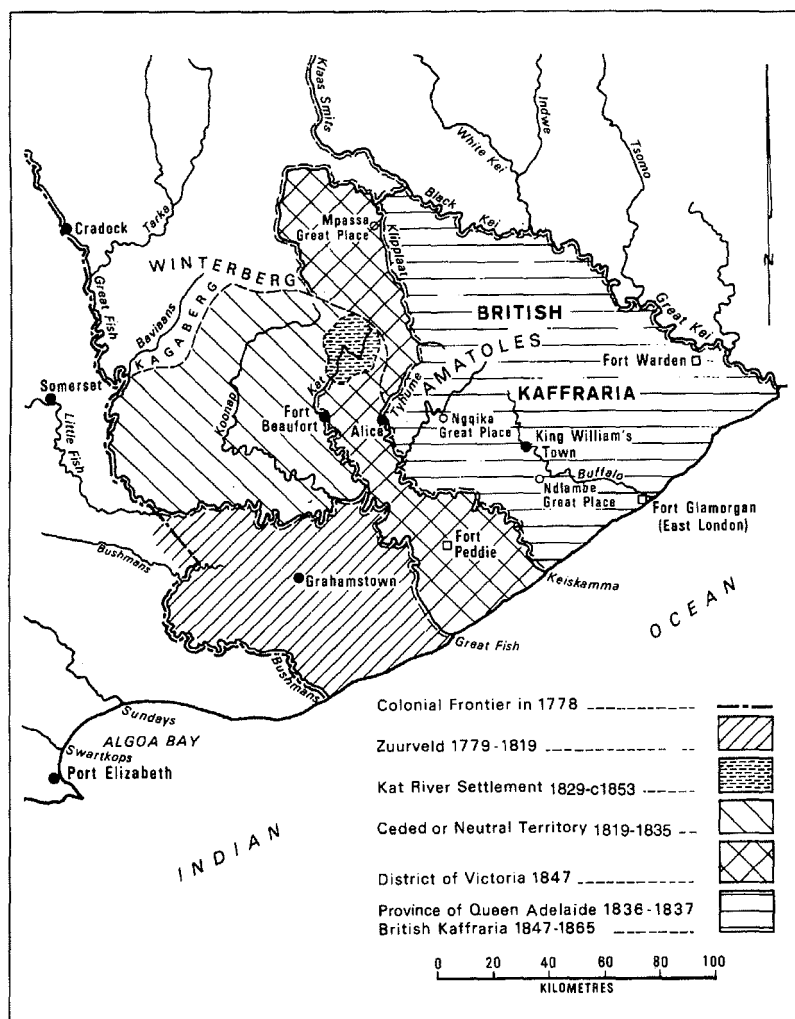 Klaas Smits
White Kei
Indwe
Tsomo
Black Kei
Cradock
Tarka
Great Fish
Mpassa
Great Place
Klipplaat
N
WINTERBERG
Baviaans
KAGABERG
BRITISH
KAFFRARIA
AMATOLES
Great Kei
Fort Warden
Somerset
Little Fish
Koonap
Kat
Fort
Beaufort
Tyhume
Alice
Ngqika
Great Place
King William's
Town
Buffalo
Ndlambe
Great Place
Fort Glamorgan
(East London)
Fort
Peddie
Bushmans
Grahamstown
Keiskamma
Great Fish
Bushmans
OCEAN
Sundays
ALGOA BAY
Swartkops
Port Elizabeth
INDIAN
Colonial Frontier in 1778
Zuurveld 1779-1819
Kat River Settlement 1829-c1853
Ceded or Neutral Territory 1819-1835
District of Victoria 1847
Province of Queen Adelaide 1836-1837
British Kaffraria 1847-1865
0 20 40 60 80 100
KILOMETRES